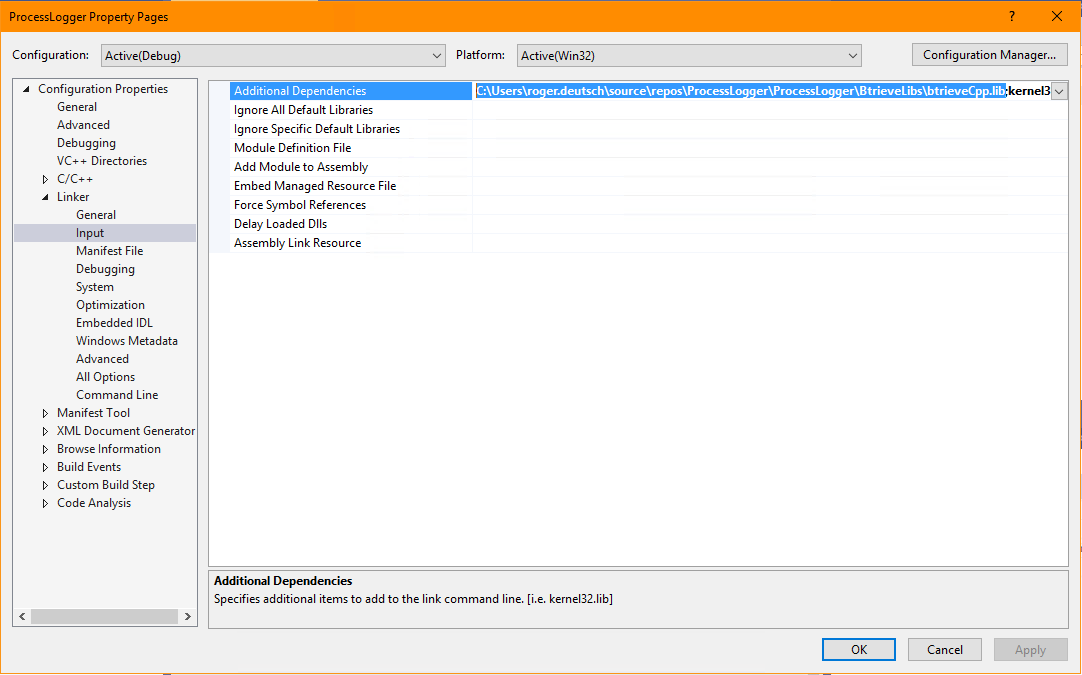 ProcessLogger Property Pages
?
Configuration: Active(Debug) Platform: Active(Win32) Configuration Manager...
Configuration Properties
General
Advanced
Debugging
VC++ Directories
C/C++
Linker
General
Input
Manifest File
Debugging
System
Optimization
Embedded IDL
Windows Metadata
Advanced
All Options
Command Line
Manifest Tool
XML Document Generator
Browse Information
Build Events
Custom Build Step
Code Analysis
Additional Dependencies C:\Users\roger.deutsch\source\repos\ProcessLogger\ProcessLogger\BtrieveLibs\btrieveCpp.lib;kernel3
Ignore All Default Libraries
Ignore Specific Default Libraries
Module Definition File
Add Module to Assembly
Embed Managed Resource File
Force Symbol References
Delay Loaded Dlls
Assembly Link Resource
Additional Dependencies
Specifies additional items to add to the link command line. [i.e. kernel32.lib]
OK Cancel Apply